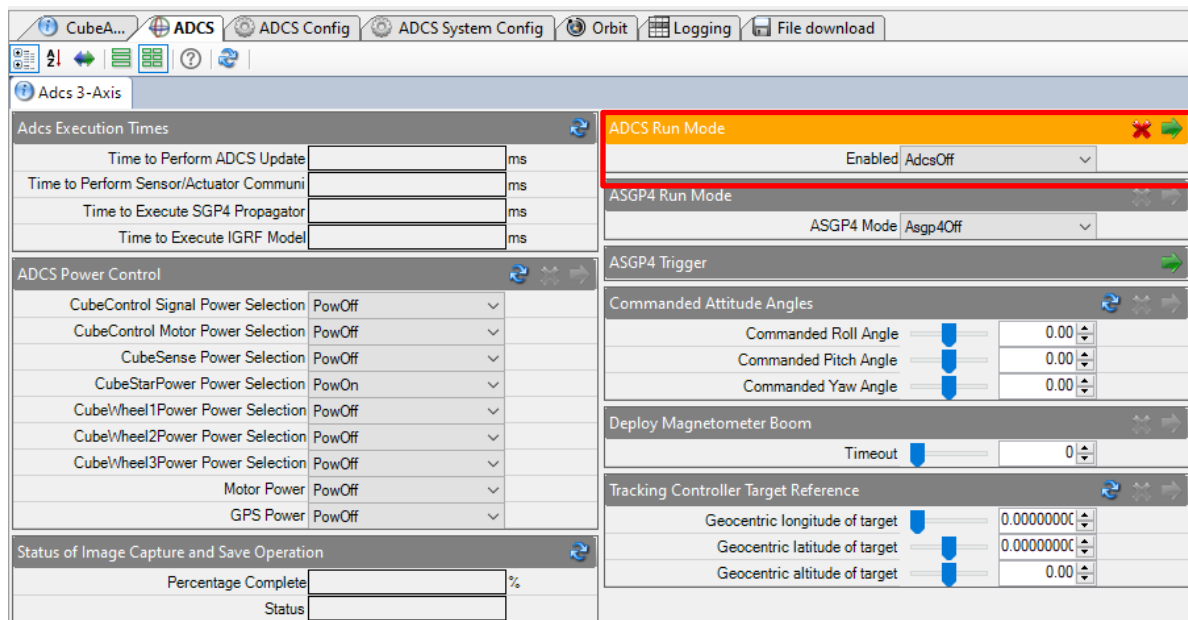 CubeA...
ADCS
ADCS Config
ADCS System Config
Orbit
Logging
File download
Adcs 3-Axis
Adcs Execution Times
Time to Perform ADCS Update ms
Time to Perform Sensor/Actuator Communi ms
Time to Execute SGP4 Propagator ms
Time to Execute IGRF Model ms
ADCS Power Control
CubeControl Signal Power Selection PowOff
CubeControl Motor Power Selection PowOff
CubeSense Power Selection PowOff
CubeStarPower Power Selection PowOn
CubeWheel1Power Power Selection PowOff
CubeWheel2Power Power Selection PowOff
CubeWheel3Power Power Selection PowOff
Motor Power PowOff
GPS Power PowOff
Status of Image Capture and Save Operation
Percentage Complete %
Status
ADCS Run Mode
Enabled AdcsOff
ASGP4 Run Mode
ASGP4 Mode Asgp4Off
ASGP4 Trigger
Commanded Attitude Angles
Commanded Roll Angle 0.00
Commanded Pitch Angle 0.00
Commanded Yaw Angle 0.00
Deploy Magnetometer Boom
Timeout 0
Tracking Controller Target Reference
Geocentric longitude of target 0.0000000
Geocentric latitude of target 0.0000000
Geocentric altitude of target 0.00